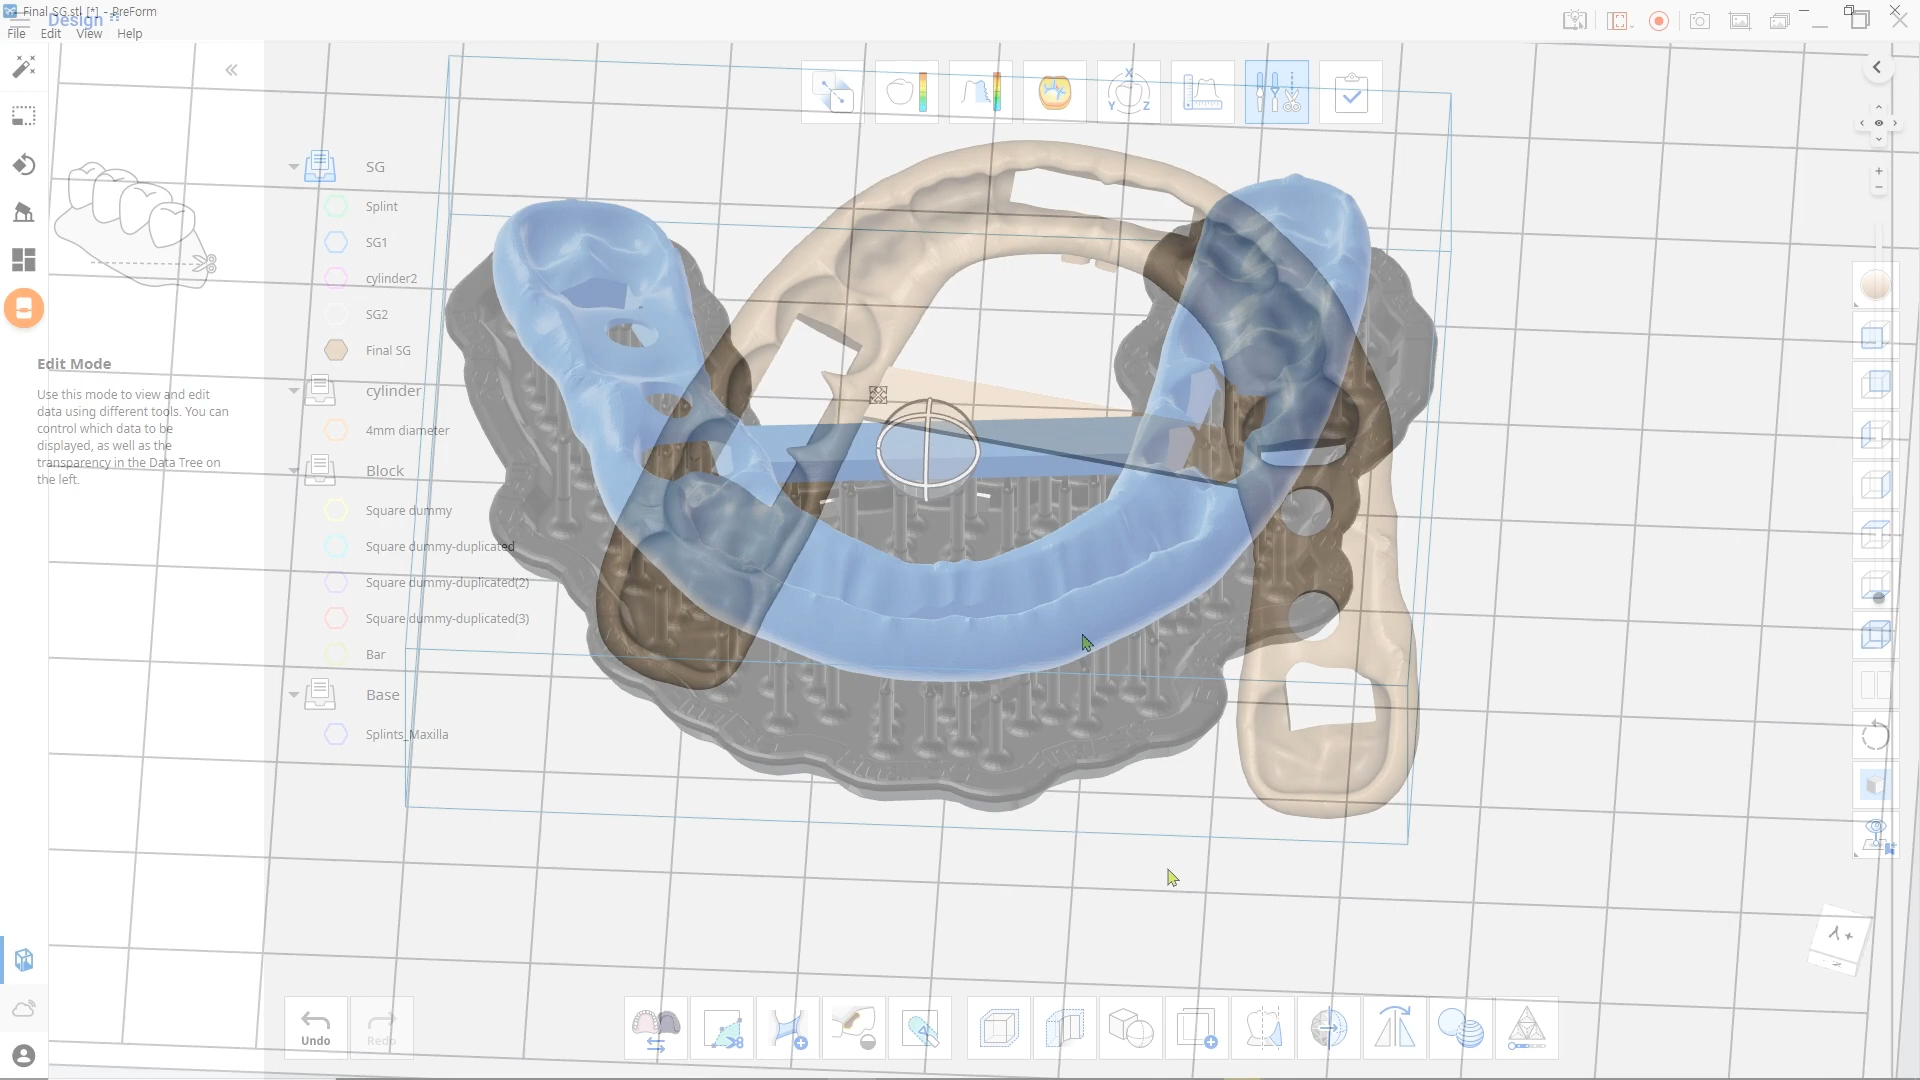 Final SG.stl [*] - PreForm
Design
File Edit View Help
SG
Splint
SG1
cylinder2
SG2
Final SG
cylinder
4mm diameter
Block
Square dummy
Square dummy-duplicated
Square dummy-duplicated(2)
Square dummy-duplicated(3)
Bar
Base
Splints_Maxilla
Edit Mode
Use this mode to view and edit
data using different tools. You can
control which data to be
displayed, as well as the
transparency in the Data Tree on
the left.
X
Y Z
Undo
Redo